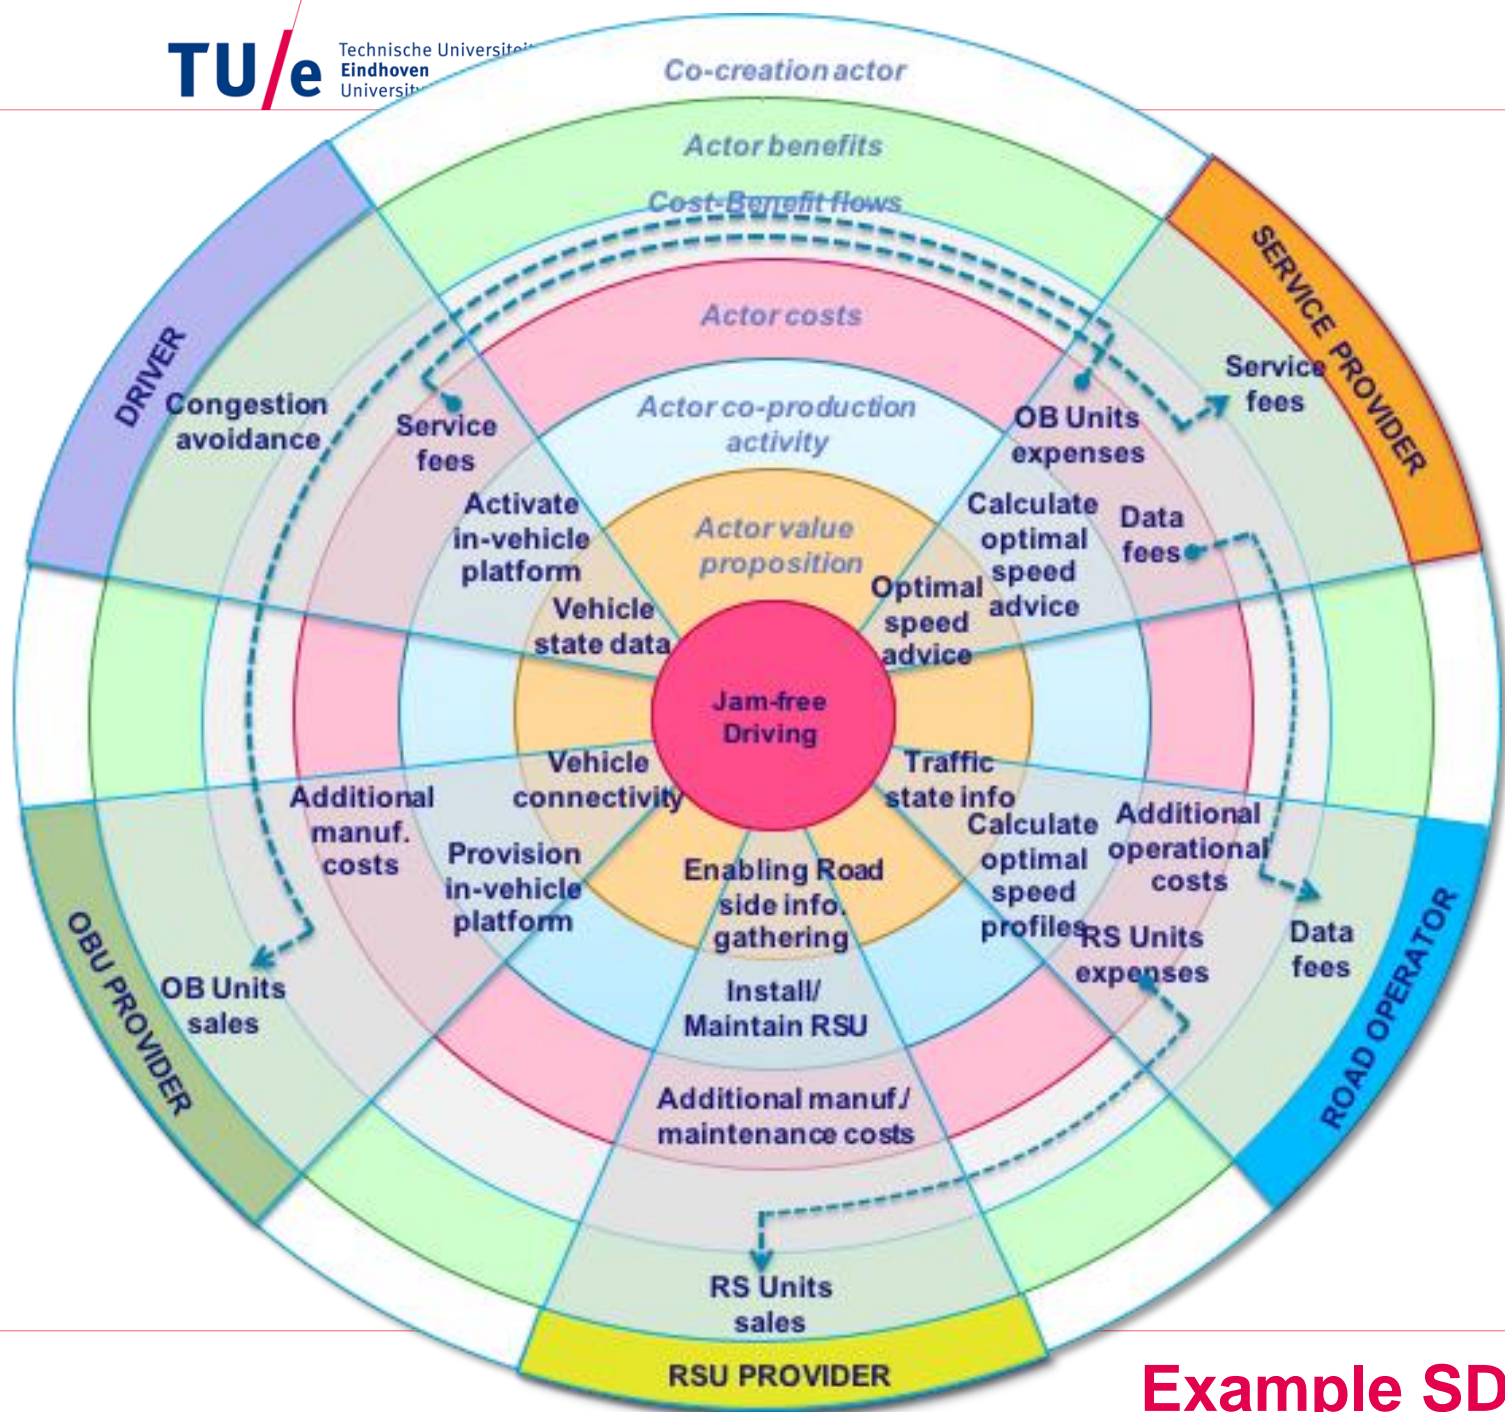 TU/e
Technische Universiteit
Eindhoven
University
Co-creation actor
Actor benefits
Cost-Benefit flows
Actor costs
Actor co-production
activity
Actor value
proposition
Jam-free
Driving
DRIVER
Congestion
avoidance
Service
fees
Activate
in-vehicle
platform
Vehicle
state data
SERVICE PROVIDER
Service
fees
OB Units
expenses
Data
fees
Calculate
optimal
speed
advice
Optimal
speed
advice
ROAD OPERATOR
Traffic
state info
Calculate
optimal
speed
profiles
Additional
operational
costs
RS Units
expenses
Data
fees
RSU PROVIDER
Enabling Road
side info.
gathering
Install/
Maintain RSU
Additional manuf./
maintenance costs
RS Units
sales
OBU PROVIDER
Vehicle
connectivity
Provision
in-vehicle
platform
Additional
manuf.
costs
OB Units
sales
Example SD